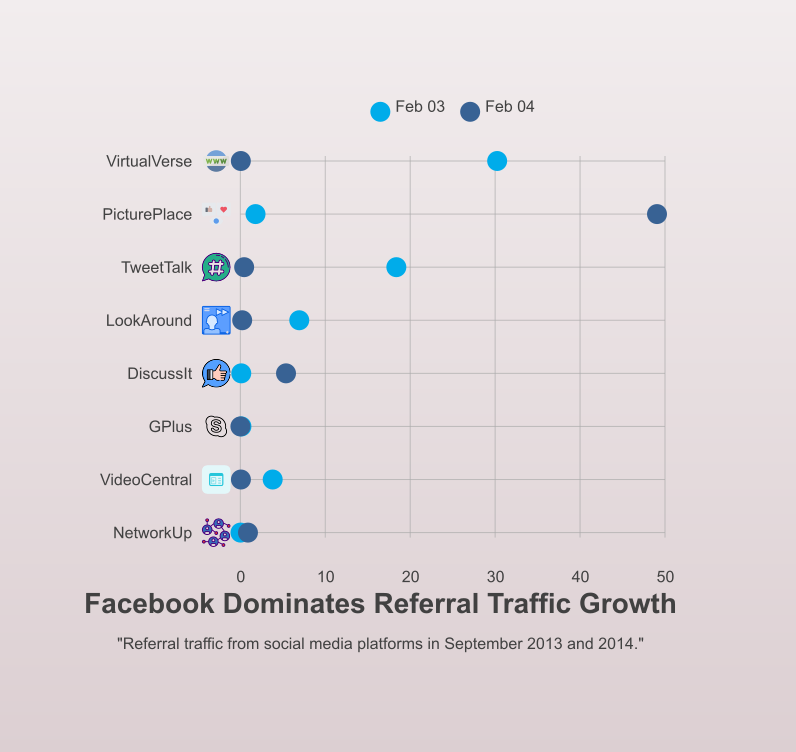 Feb 03 Feb 04
VirtualVerse
www
PicturePlace
TweetTalk
#
LookAround
DiscussIt
GPlus
S
VideoCentral
NetworkUp
0 10 20 30 40 50
Facebook Dominates Referral Traffic Growth
"Referral traffic from social media platforms in September 2013 and 2014."